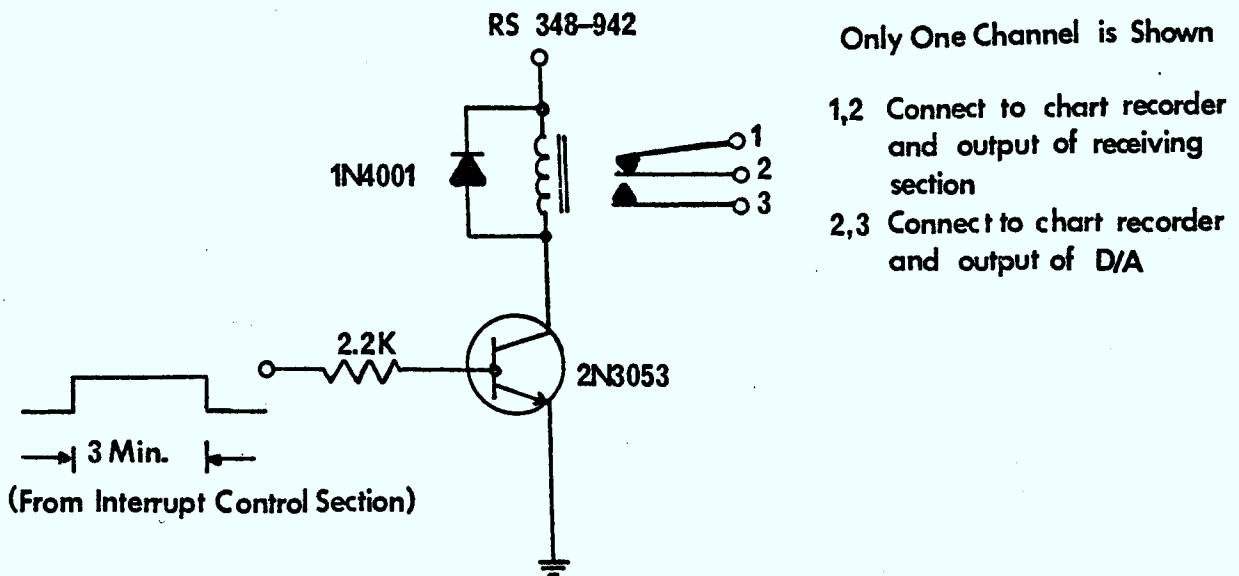 RS 348-942
Only One Channel is Shown
1,2 Connect to chart recorder
and output of receiving
section
2,3 Connect to chart recorder
and output of D/A
1N4001
1
2
3
2.2K
2N3053
3 Min.
(From Interrupt Control Section)